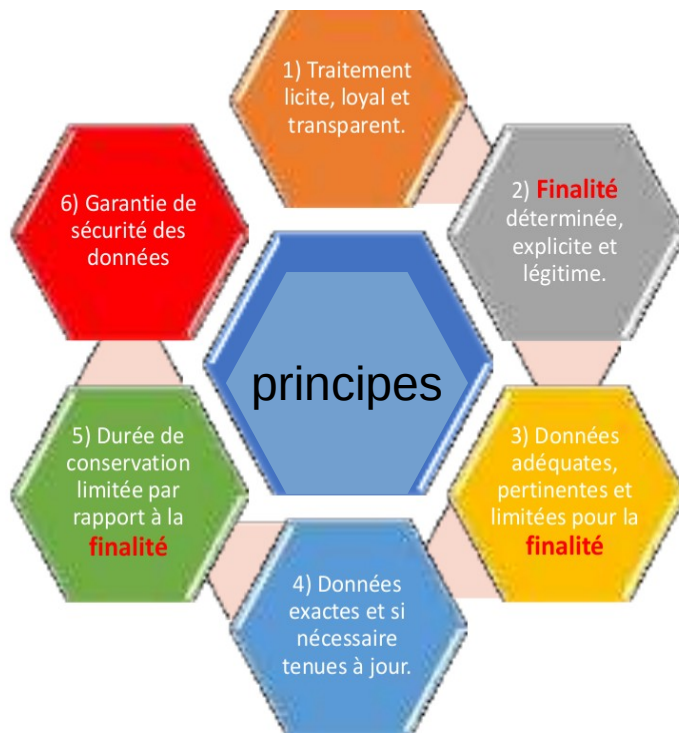 1) Traitement
licite, loyal et
transparent.
2) Finalité
déterminée,
explicite et
légitime.
3) Données
adéquates,
pertinentes et
limitées pour la
finalité
4) Données
exactes et si
nécessaire
tenues à jour.
5) Durée de
conservation
limitée par
rapport à la
finalité
6) Garantie de
sécurité des
données
principes